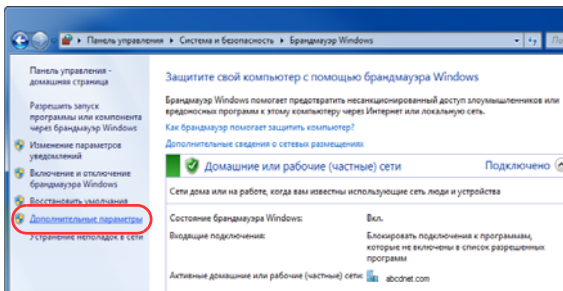 Панель управления ▸ Система и безопасность ▸ Брандмауэр Windows
Панель управления -
домашняя страница
Разрешить запуск
программы или компонента
через брандмауэр Windows
Изменение параметров
уведомлений
Включение и отключение
брандмауэра Windows
Восстановить умолчания
Дополнительные параметры
Устранение неполадок в сети
Защитите свой компьютер с помощью брандмауэра Windows
Брандмауэр Windows помогает предотвратить несанкционированный доступ злоумышленников или
вредоносных программ к этому компьютеру через Интернет или локальную сеть.
Как брандмауэр помогает защитить компьютер?
Дополнительные сведения о сетевых размещениях
Домашние или рабочие (частные) сети Подключено
Сети дома или на работе, когда вам известны использующие сеть люди и устройства
Состояние брандмауэра Windows: Вкл.
Входящие подключения: Блокировать подключения к программам,
которые не включены в список разрешенных
программ
Активные домашние или рабочие (частные) сети: abcdnet.com